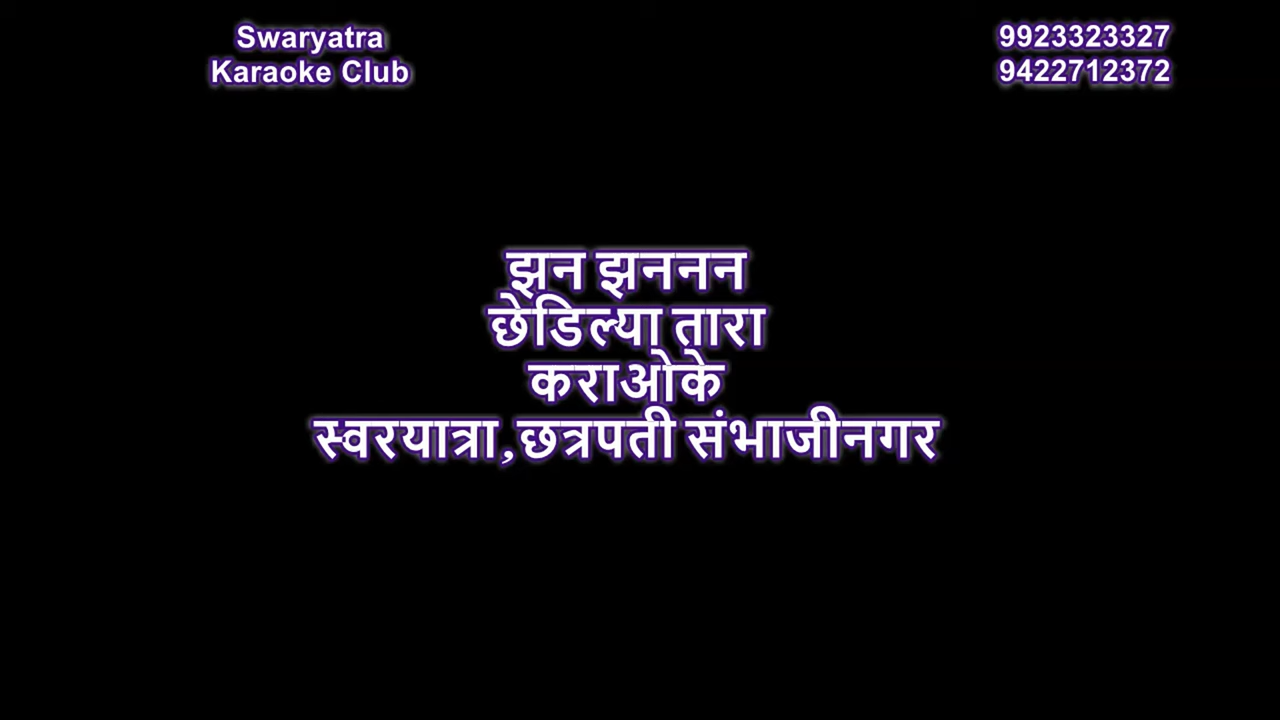 Swaryatra
Karaoke Club
9923323327
9422712372
झन झननन
छेडिल्या तारा
कराओके
स्वरयात्रा,छत्रपती संभाजीनगर